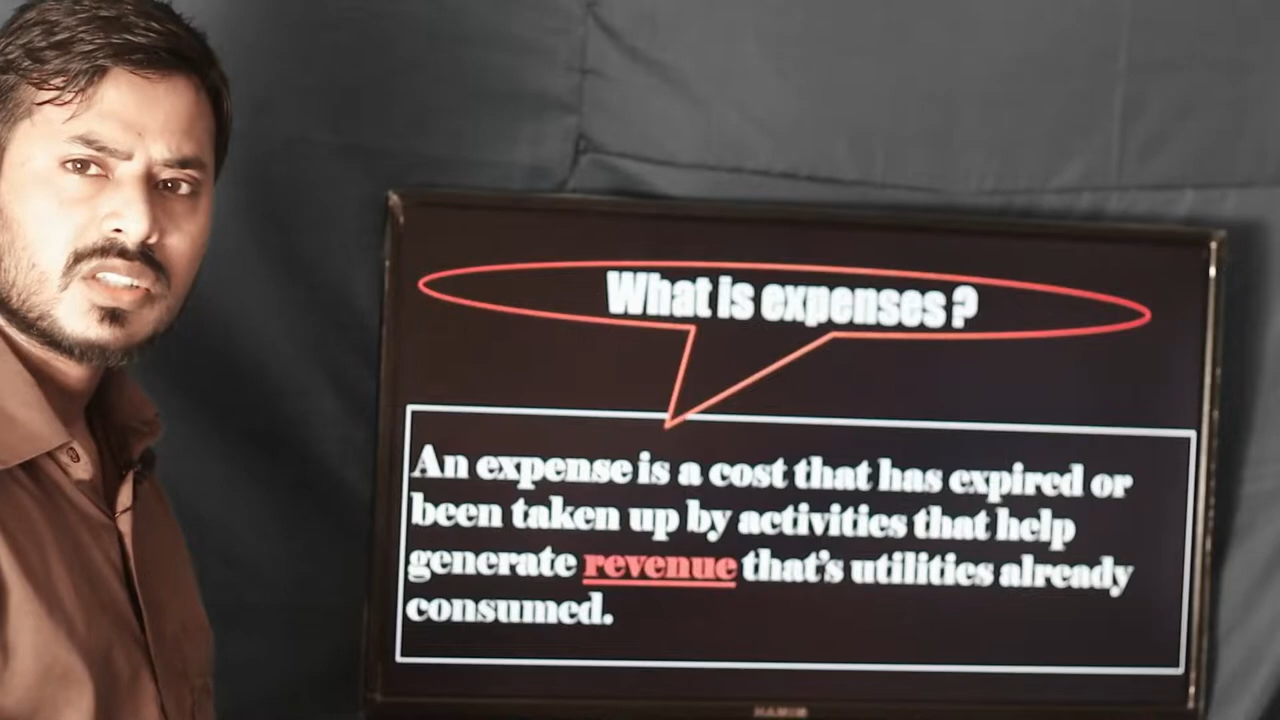 What is expenses ?
An expense is a cost that has expired or
been taken up by activities that help
generate revenue that's utilities already
consumed.